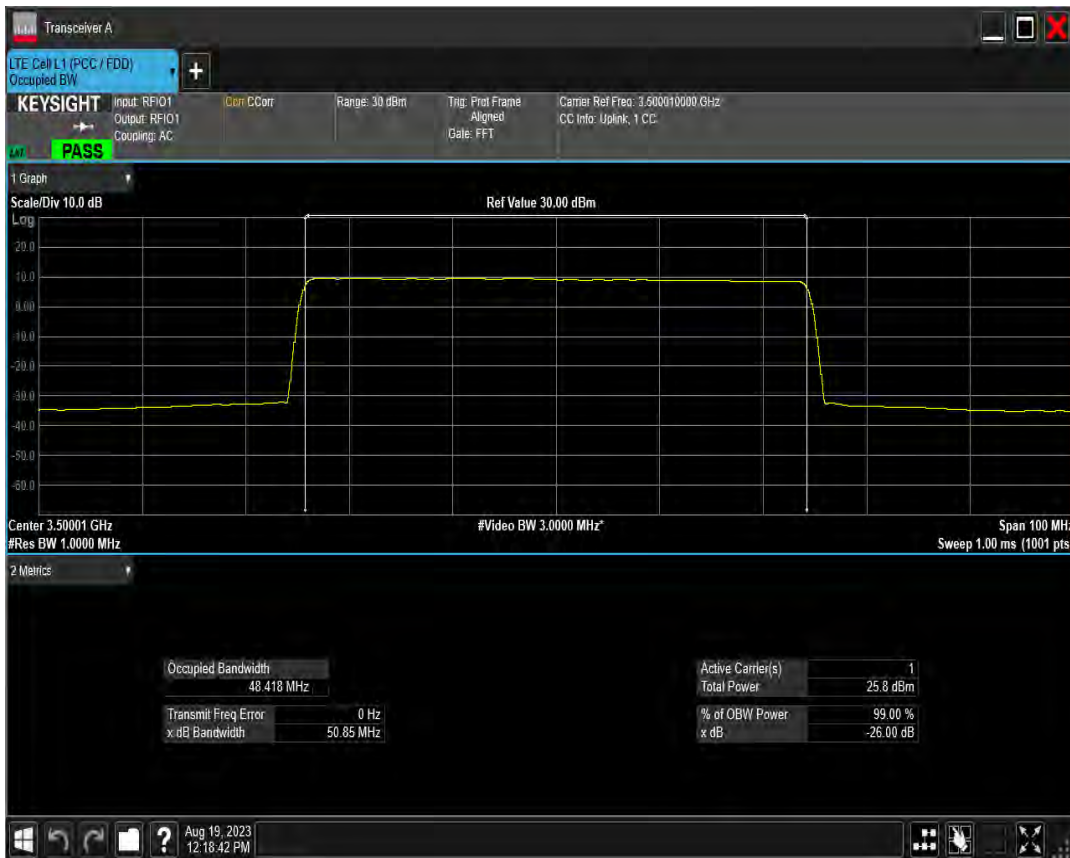 Transceiver A
LTE Cell L1 (PCC / FDD)
Occupied BW
+
KEYSIGHT
Input: RFIO1
Output: RFIO1
Coupling: AC
Corr CCorr
Range: 30 dBm
Trig: Prot Frame
Aligned
Gate: FFT
Carrier Ref Freq: 3.500010000 GHz
CC Info: Uplink, 1 CC
PASS
1 Graph
Scale/Div 10.0 dB
Ref Value 30.00 dBm
Log
20.0
10.0
0.00
-10.0
-20.0
-30.0
-40.0
-50.0
-60.0
Center 3.50001 GHz
#Video BW 3.0000 MHz*
Span 100 MHz
#Res BW 1.0000 MHz
Sweep 1.00 ms (1001 pts
2 Metrics
Occupied Bandwidth
48.418 MHz
Transmit Freq Error 0 Hz
x dB Bandwidth 50.85 MHz
Active Carrier(s) 1
Total Power 25.8 dBm
% of OBW Power 99.00 %
x dB -26.00 dB
?
Aug 19, 2023
12:18:42 PM